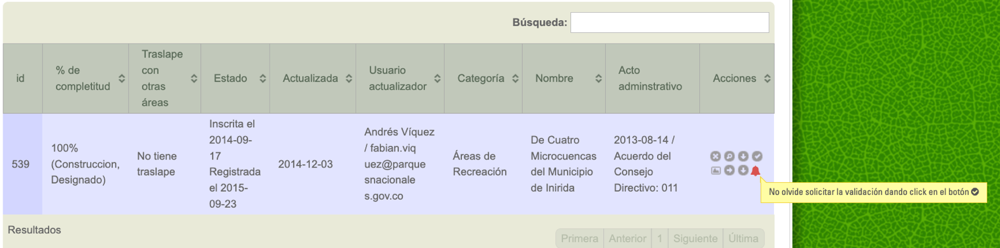 Búsqueda:
id
% de
completitud
Traslape
con
otras
áreas
Estado
Actualizada
Usuario
actualizador
Categoría
Nombre
Acto
adminstrativo
Acciones
539
100%
(Construccion,
Designado)
No tiene
traslape
Inscrita el
2014-09-
17
Registrada
el 2015-
09-23
2014-12-03
Andrés Víquez
/ fabian.viq
uez@parque
snacionale
s.gov.co
Áreas de
Recreación
De Cuatro
Microcuencas
del Municipio
de Inirida
2013-08-14 /
Acuerdo del
Consejo
Directivo: 011
No olvide solicitar la validación dando click en el botón
Resultados
Primera Anterior 1 Siguiente Última